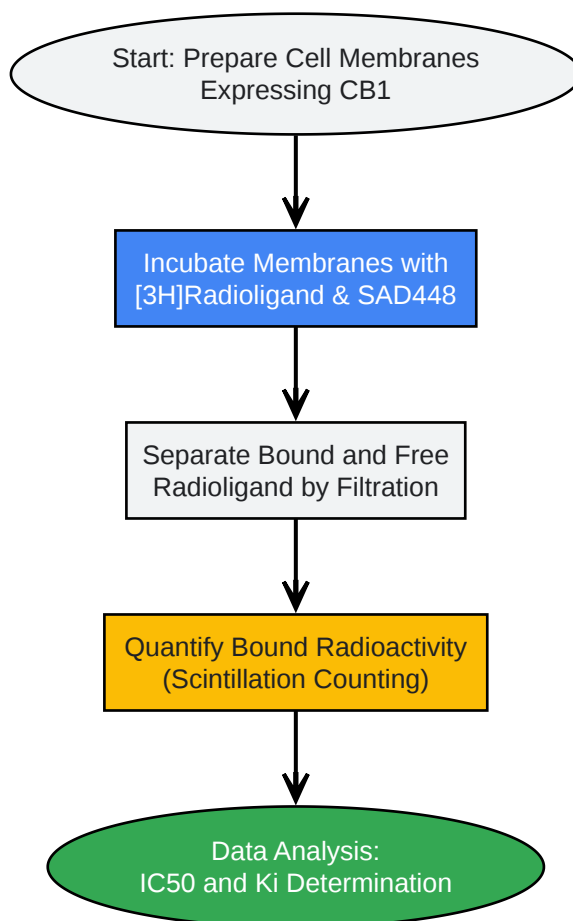 Start: Prepare Cell Membranes
Expressing CB1
Incubate Membranes with
[3H]Radioligand & SAD448
Separate Bound and Free
Radioligand by Filtration
Quantify Bound Radioactivity
(Scintillation Counting)
Data Analysis:
IC50 and Ki Determination